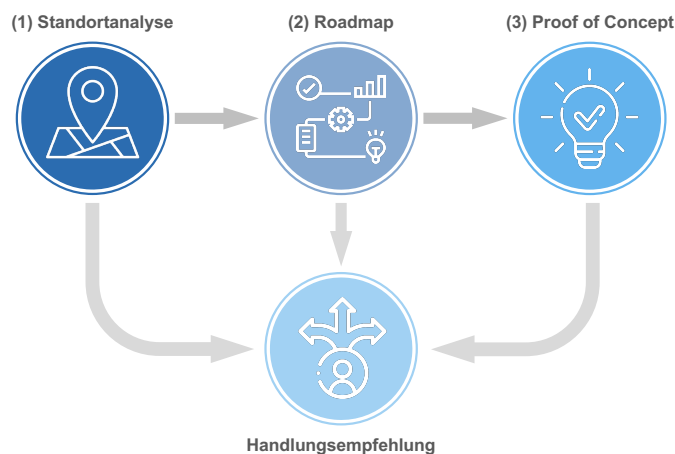 (1) Standortanalyse
(2) Roadmap
(3) Proof of Concept
Handlungsempfehlung